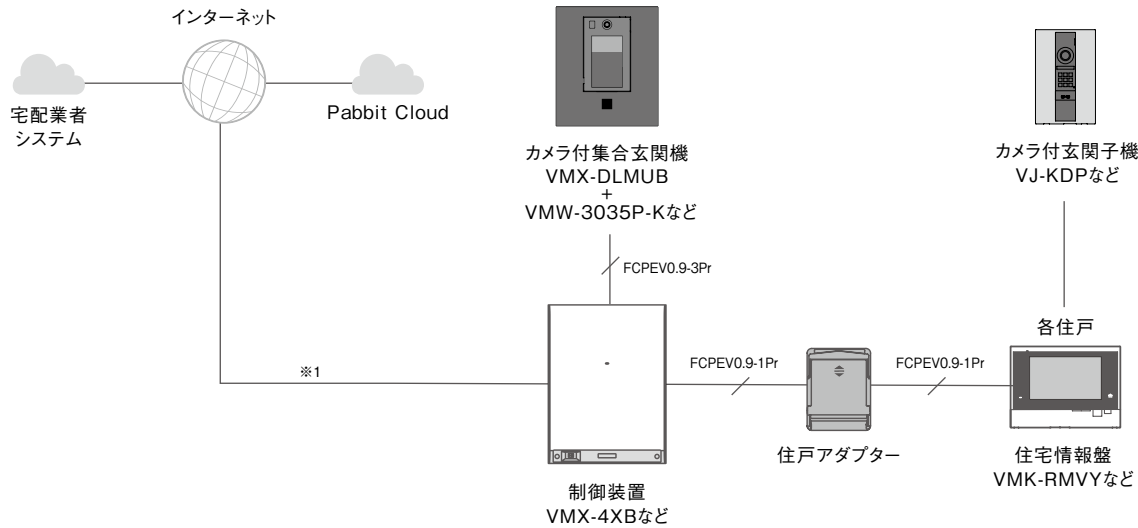 インターネット
宅配業者
システム
Pabbit Cloud
カメラ付集合玄関機
VMX-DLMUB
+
VMW-3035P-Kなど
カメラ付玄関子機
VJ-KDPなど
FCPEV0.9-3Pr
各住戸
※1
FCPEV0.9-1Pr
FCPEV0.9-1Pr
住戸アダプター
住宅情報盤
VMK-RMVYなど
制御装置
VMX-4XBなど